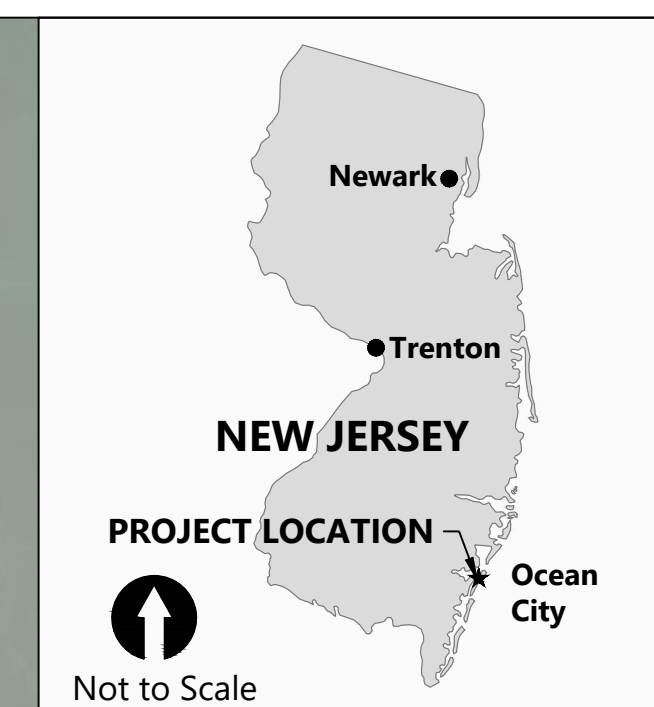 Newark
Trenton
NEW JERSEY
PROJECT LOCATION
Ocean
City
Not to Scale